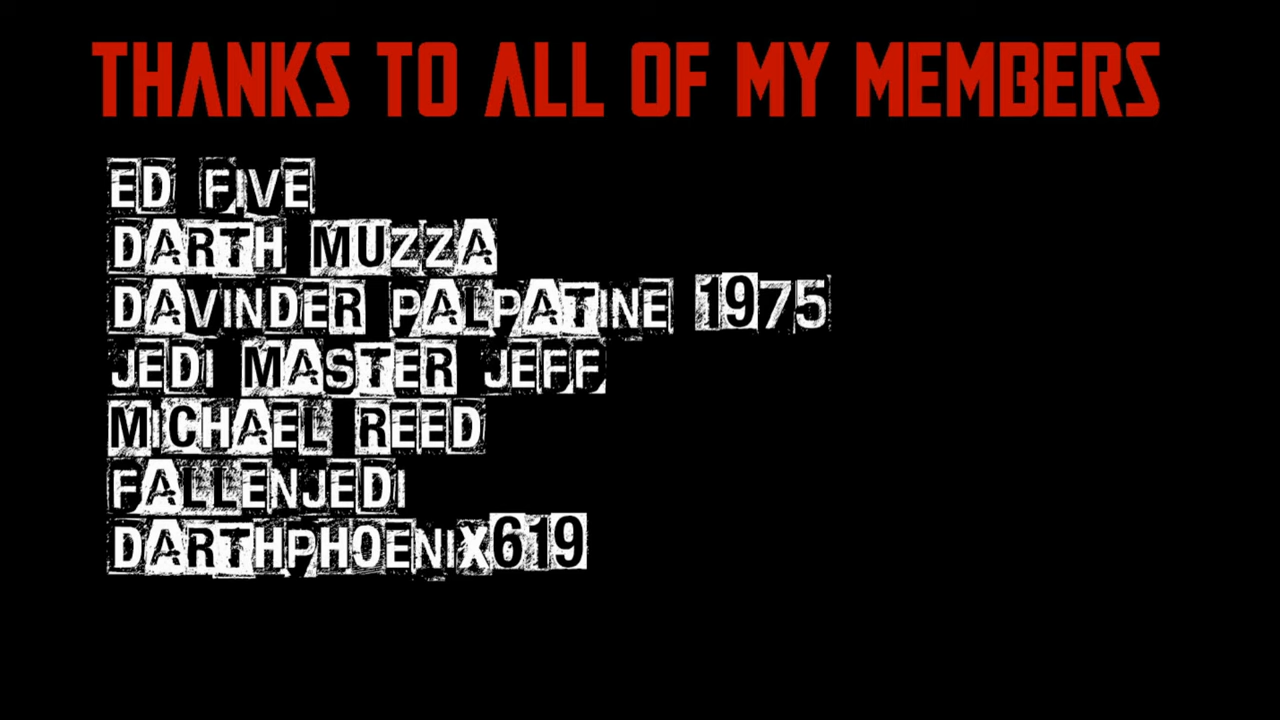 THANKS TO ALL OF MY MEMBERS
ED FIVE
DARTH MUZZA
DAVINDER PALPATINE 1975
JEDI MASTER JEFF
MICHAEL REED
FALLENJEDI
DARTHPHOENIX619